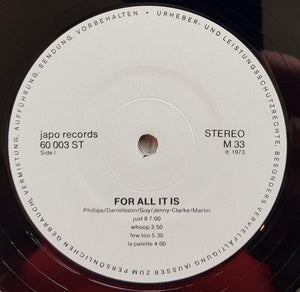 URHEBER- UND LEISTUNGSSCHUTZRECHTE, BESONDERS VERVIELFÄLTIGUNG (AUSSER ZUM PERSÖNLICHEN GEBRAUCH), VERMIETUNG, AUFFÜHRUNG, SENDUNG, VORBEHALTEN •
japo records
60 003 ST
Side I
STEREO
M 33
℗ 1973
FOR ALL IT IS
Phillips/Danielsson/Guy/Jenny-Clarke/Martin
just 8 7:00
whoop 3:50
few too 5:30
la palette 4:00